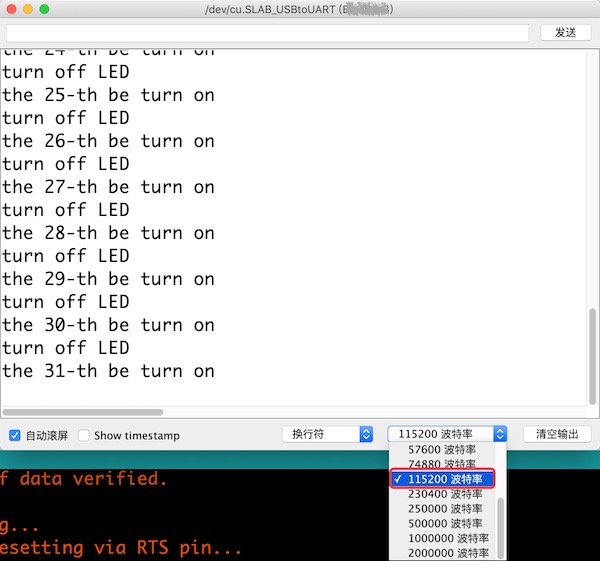 /dev/cu.SLAB_USBtoUART
发送
the 24-th be turn on
turn off LED
the 25-th be turn on
turn off LED
the 26-th be turn on
turn off LED
the 27-th be turn on
turn off LED
the 28-th be turn on
turn off LED
the 29-th be turn on
turn off LED
the 30-th be turn on
turn off LED
the 31-th be turn on
自动滚屏 Show timestamp 换行符 115200 波特率 清空输出
57600 波特率
74880 波特率
115200 波特率
230400 波特率
250000 波特率
500000 波特率
1000000 波特率
2000000 波特率
f data verified.
g...
esetting via RTS pin...